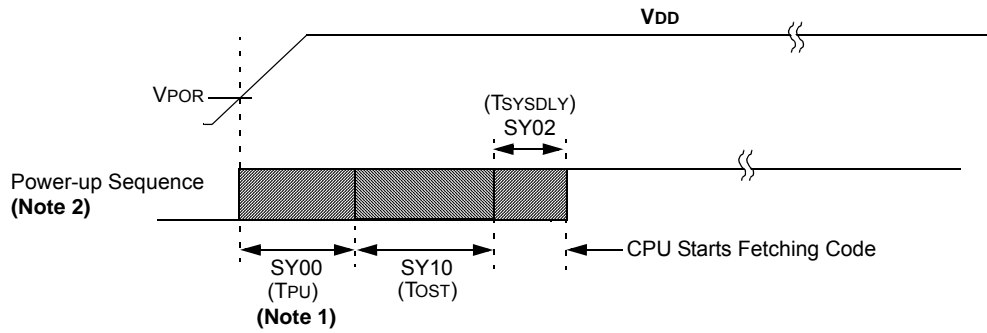 VDD
VPOR
(TSYSDLY)
SY02
Power-up Sequence
(Note 2)
CPU Starts Fetching Code
SY00
(TPU)
(Note 1)
SY10
(TOST)